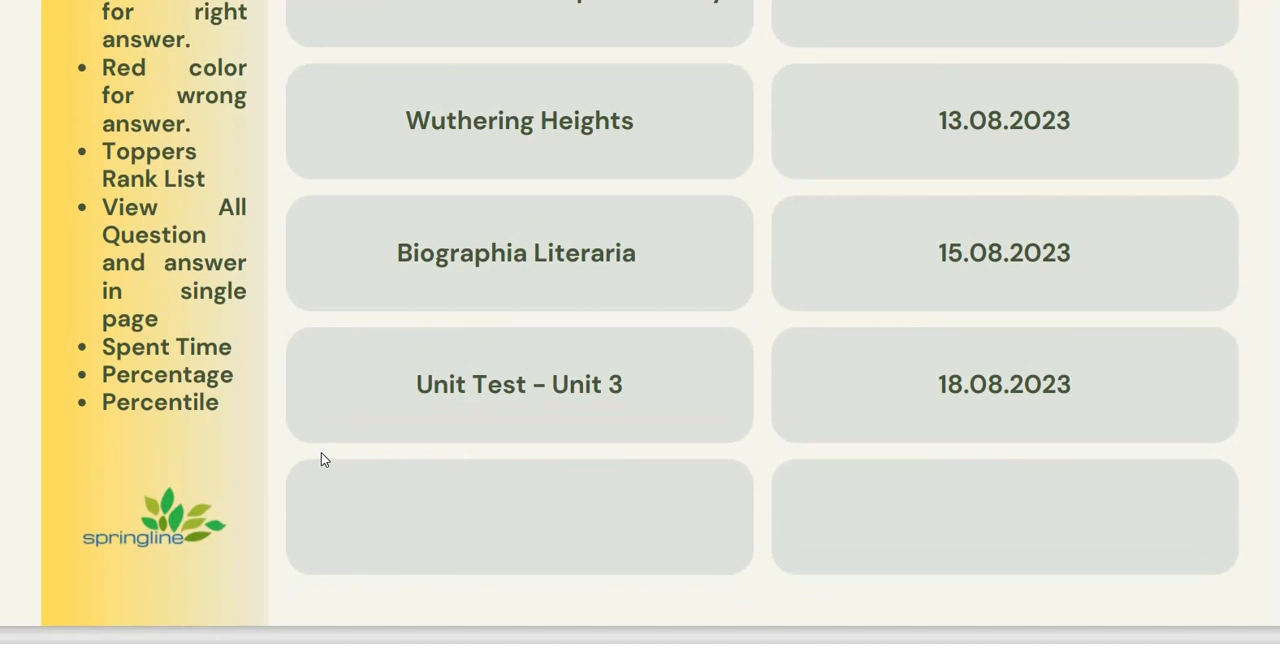 for right
answer.
Red color
for wrong
answer.
Toppers
Rank List
View All
Question
and answer
in single
page
Spent Time
Percentage
Percentile
springline
Wuthering Heights 13.08.2023
Biographia Literaria 15.08.2023
Unit Test - Unit 3 18.08.2023